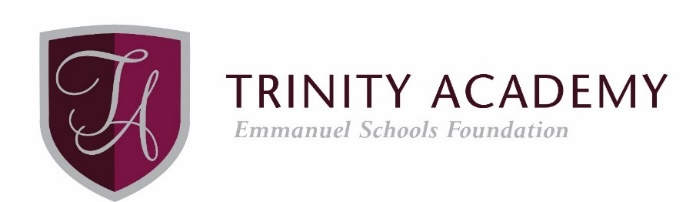 TA
TRINITY ACADEMY
Emmanuel Schools Foundation